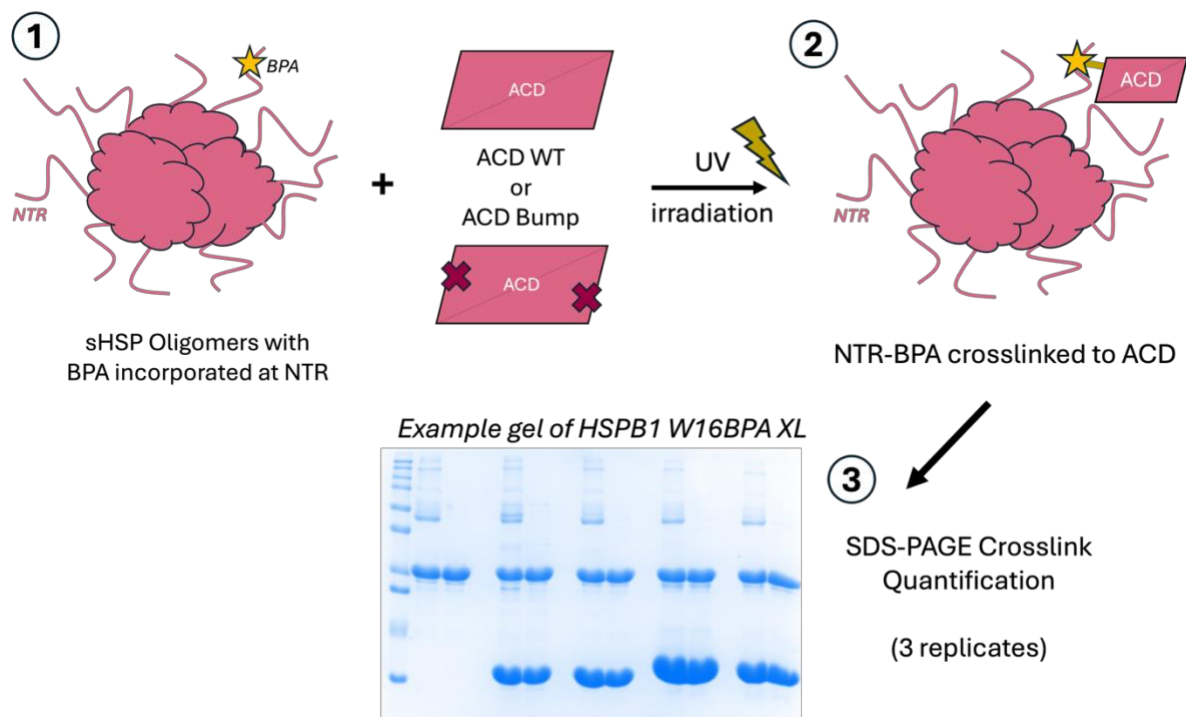 1
BPA
NTR
sHSP Oligomers with
BPA incorporated at NTR
+
ACD
ACD WT
or
ACD Bump
ACD
UV
irradiation
2
ACD
NTR
NTR-BPA crosslinked to ACD
Example gel of HSPB1 W16BPA XL
3
SDS-PAGE Crosslink
Quantification
(3 replicates)